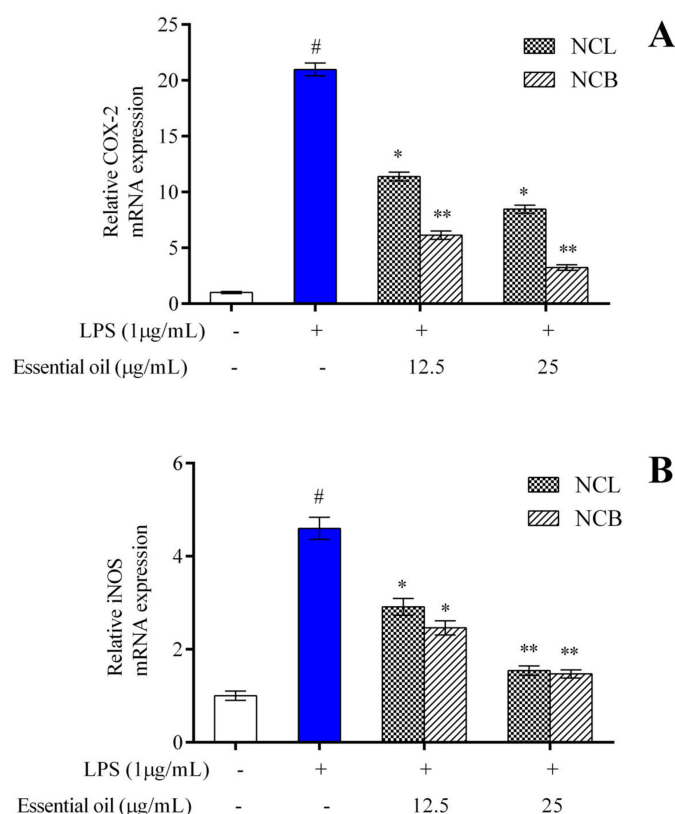 A
NCL
NCB
Relative COX-2
mRNA expression
25
20
15
10
5
0
#
*
**
*
**
LPS (1μg/mL) - + + +
Essential oil (μg/mL) - - 12.5 25
B
NCL
NCB
Relative iNOS
mRNA expression
6
4
2
0
#
*
*
**
**
LPS (1μg/mL) - + + +
Essential oil (μg/mL) - - 12.5 25